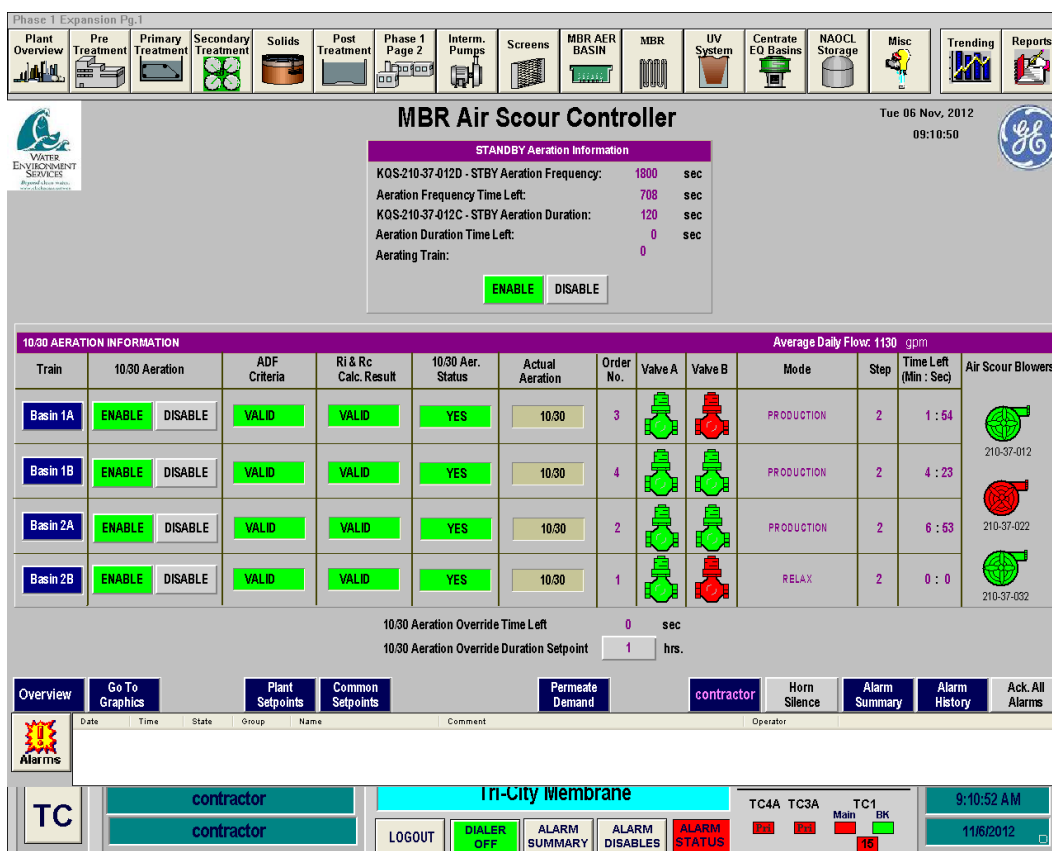 Phase 1 Expansion Pg.1
Plant Overview
Pre Treatment
Primary Treatment
Secondary Treatment
Solids
Post Treatment
Phase 1 Page 2
Interm. Pumps
Screens
MBR AER BASIN
MBR
UV System
Centrate EQ Basins
NAOCL Storage
Misc
Trending
Reports
WATER ENVIRONMENT SERVICES
MBR Air Scour Controller
Tue 06 Nov, 2012
09:10:50
GE
STANDBY Aeration Information
KQS-210-37-012D - STBY Aeration Frequency: 1800 sec
Aeration Frequency Time Left: 708 sec
KQS-210-37-012C - STBY Aeration Duration: 120 sec
Aeration Duration Time Left: 0 sec
Aerating Train: 0
ENABLE DISABLE
10/30 AERATION INFORMATION Average Daily Flow: 1130 gpm
Train 10/30 Aeration ADF Criteria Ri & Rc Calc. Result 10/30 Aer. Status Actual Aeration Order No. Valve A Valve B Mode Step Time Left (Min : Sec) Air Scour Blowers
Basin 1A ENABLE DISABLE VALID VALID YES 10/30 3 PRODUCTION 2 1 : 54
210-37-012
Basin 1B ENABLE DISABLE VALID VALID YES 10/30 4 PRODUCTION 2 4 : 23
Basin 2A ENABLE DISABLE VALID VALID YES 10/30 2 PRODUCTION 2 6 : 53
210-37-022
Basin 2B ENABLE DISABLE VALID VALID YES 10/30 1 RELAX 2 0 : 0
210-37-032
10/30 Aeration Override Time Left 0 sec
10/30 Aeration Override Duration Setpoint 1 hrs.
Overview
Go To Graphics
Plant Setpoints
Common Setpoints
Permeate Demand
contractor
Horn Silence
Alarm Summary
Alarm History
Ack. All Alarms
Alarms
Date Time State Group Name Comment Operator
TC
contractor
contractor
Tri-City Membrane
LOGOUT
DIALER OFF
ALARM SUMMARY
ALARM DISABLES
ALARM STATUS
TC4A TC3A TC1
Main BK
Pri Pri
15
9:10:52 AM
11/6/2012